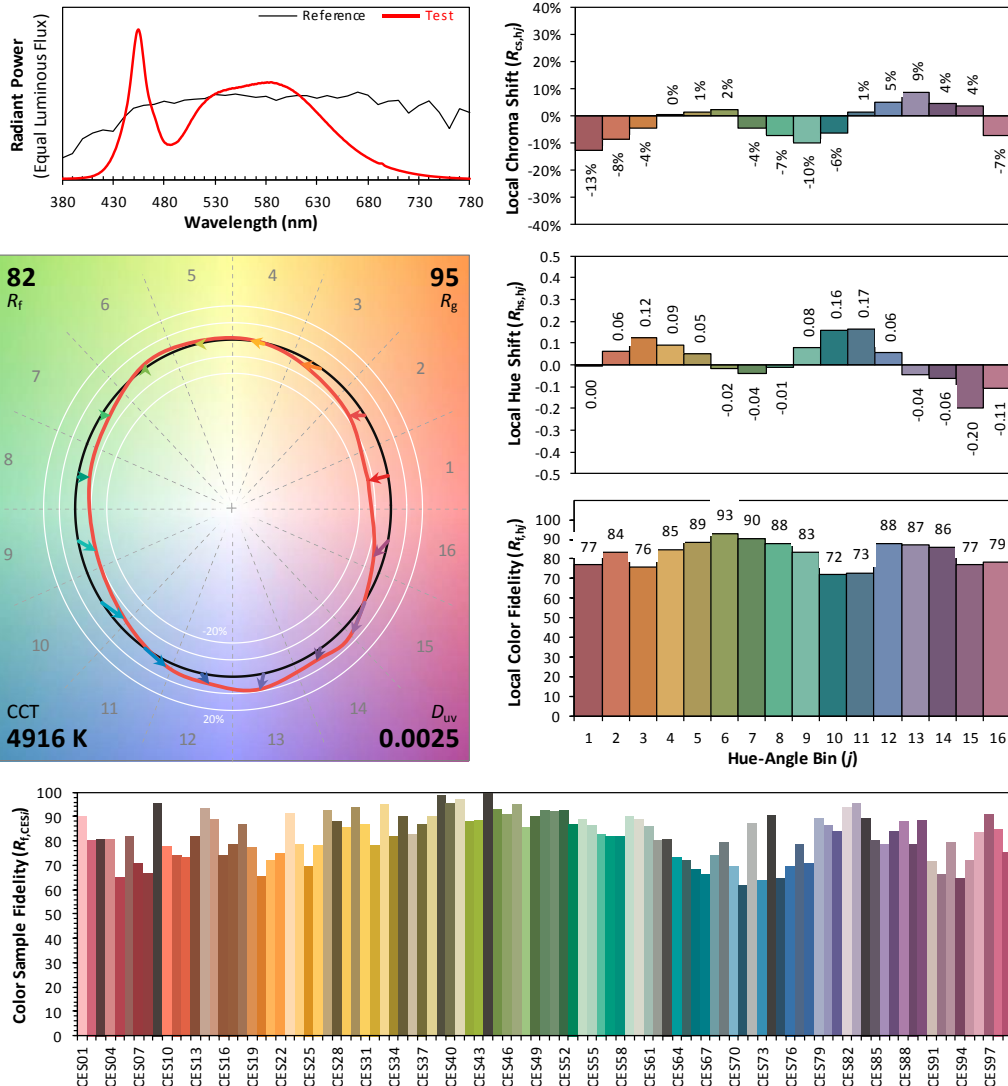 Reference
Test
Radiant Power
(Equal Luminous Flux)
380 430 480 530 580 630 680 730 780
Wavelength (nm)
Local Chroma Shift (Rcs,hj)
40%
30%
20%
10%
0%
-10%
-20%
-30%
-40%
-13% -8% -4% 0% 1% 2% -4% -7% -10% -6% 1% 5% 9% 4% 4% -7%
82
Rf
95
Rg
1 2 3 4 5 6 7 8 9 10 11 12 13 14 15 16
-20%
20%
CCT
4916 K
Duv
0.0025
Local Hue Shift (Rhs,hj)
0.5
0.4
0.3
0.2
0.1
0.0
-0.1
-0.2
-0.3
-0.4
-0.5
0.00 0.06 0.12 0.09 0.05 -0.02 -0.04 -0.01 0.08 0.16 0.17 0.06 -0.04 -0.06 -0.20 -0.11
Local Color Fidelity (Rf,hj)
100
90
80
70
60
50
40
30
20
10
0
77 84 76 85 89 93 90 88 83 72 73 88 87 86 77 79
1 2 3 4 5 6 7 8 9 10 11 12 13 14 15 16
Hue-Angle Bin (j)
Color Sample Fidelity (Rf,CESi)
100
90
80
70
60
50
40
30
20
10
0
CES01 CES04 CES07 CES10 CES13 CES16 CES19 CES22 CES25 CES28 CES31 CES34 CES37 CES40 CES43 CES46 CES49 CES52 CES55 CES58 CES61 CES64 CES67 CES70 CES73 CES76 CES79 CES82 CES85 CES88 CES91 CES94 CES97